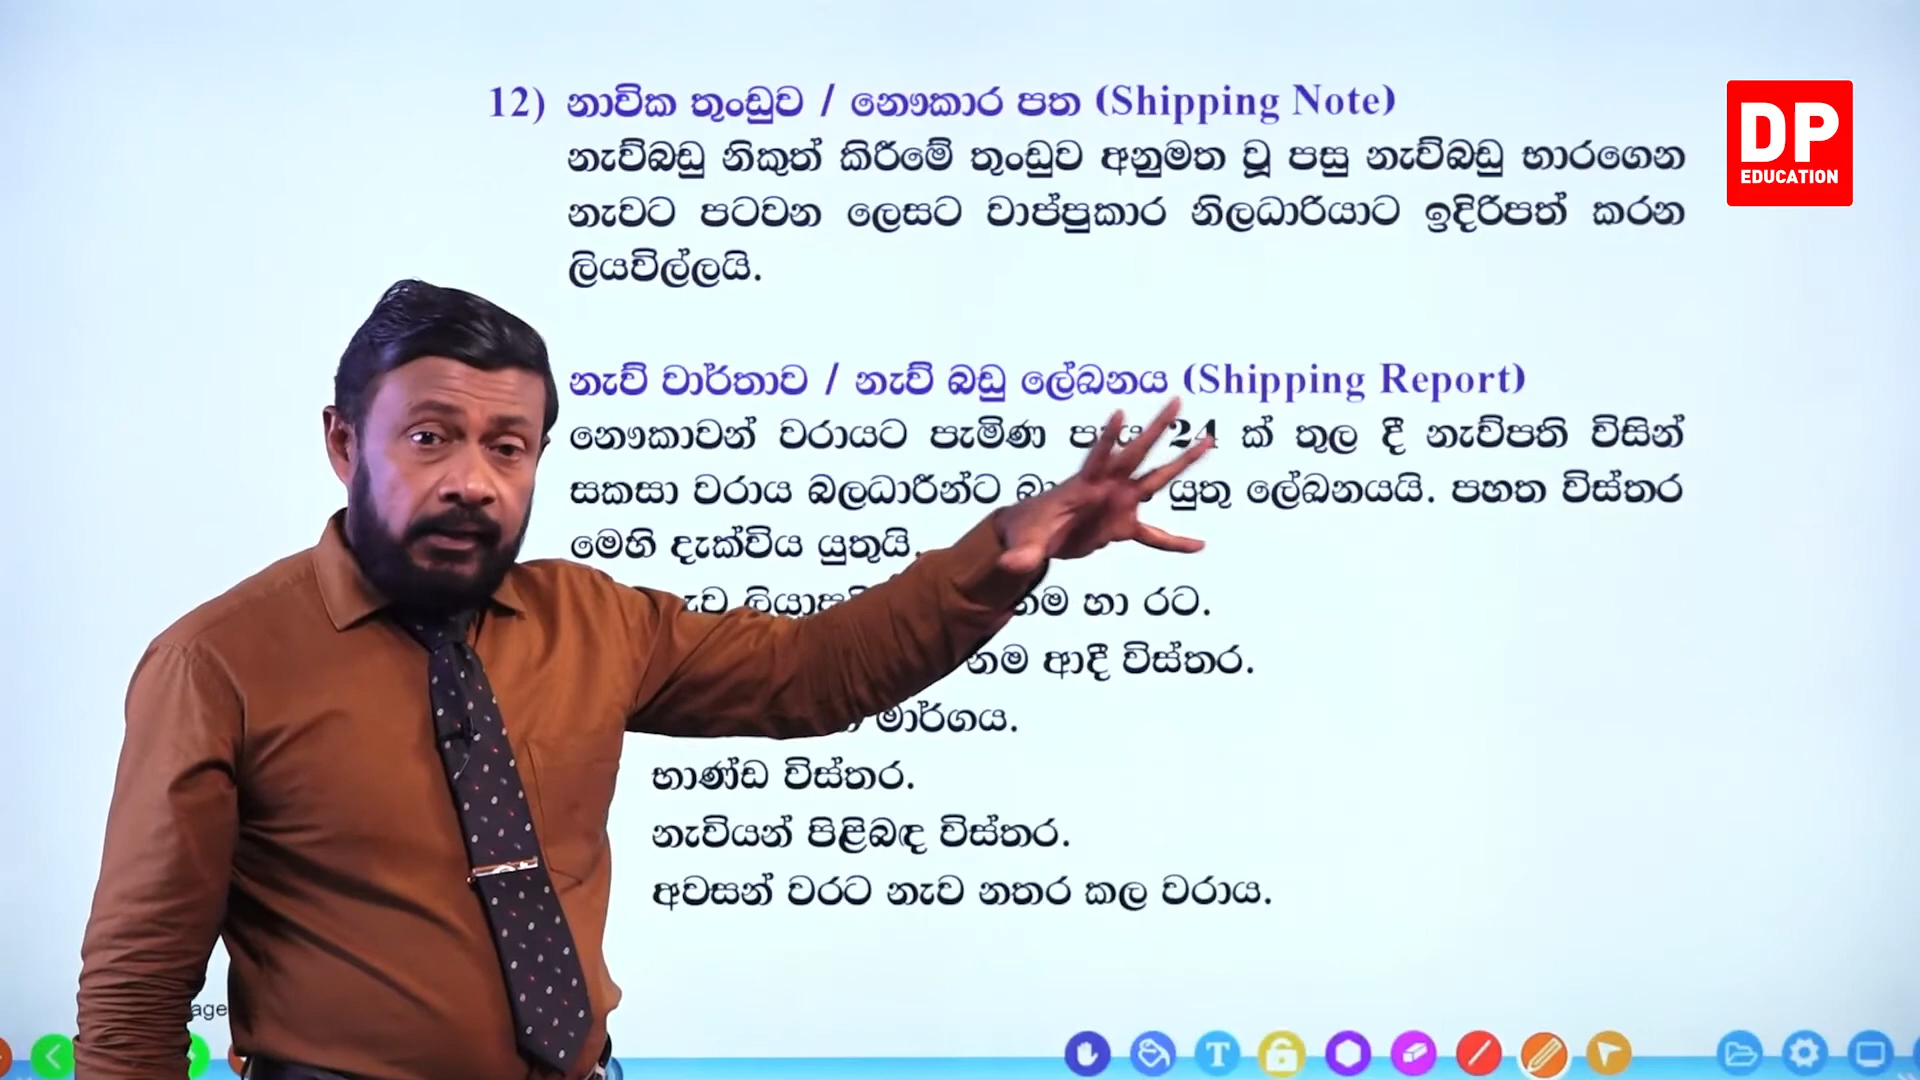 12) නාවික තුංඩුව / නෞකාර පත (Shipping Note)
නැව්බඩු නිකුත් කිරීමේ තුංඩුව අනුමත වූ පසු නැව්බඩු භාරගෙන
නැවට පටවන ලෙසට වාප්පුකාර නිලධාරියාට ඉදිරිපත් කරන
ලියවිල්ලයි.
DP
EDUCATION
නැව් වාර්තාව / නැව් බඩු ලේඛනය (Shipping Report)
නෞකාවන් වරායට පැමිණ 24 ක් තුල දී නැව්පති විසින්
සකසා වරාය බලධාරීන්ට යුතු ලේඛනයයි. පහත විස්තර
මෙහි දැක්විය යුතුයි.
හා රට.
නම ආදී විස්තර.
මාර්ගය.
භාණ්ඩ විස්තර.
නැවියන් පිළිබඳ විස්තර.
අවසන් වරට නැව නතර කල වරාය.